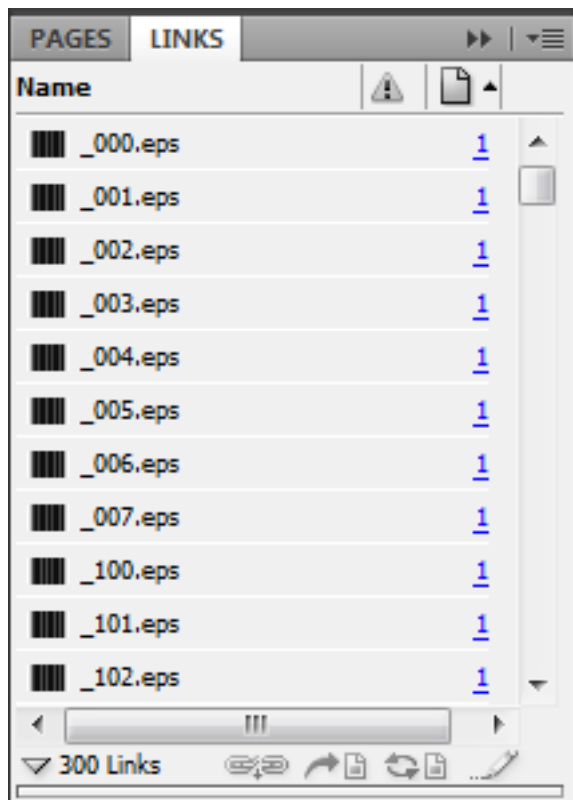 PAGES LINKS
Name
_000.eps 1
_001.eps 1
_002.eps 1
_003.eps 1
_004.eps 1
_005.eps 1
_006.eps 1
_007.eps 1
_100.eps 1
_101.eps 1
_102.eps 1
300 Links